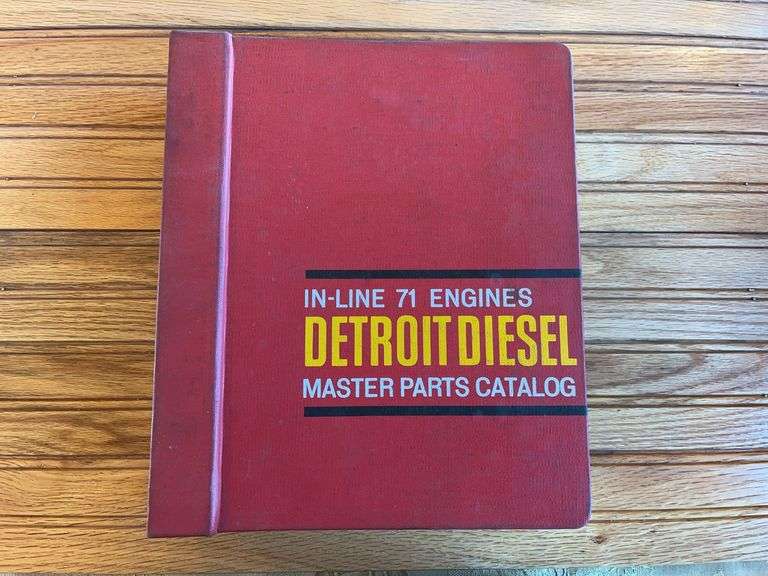 IN-LINE 71 ENGINES
DETROIT DIESEL
MASTER PARTS CATALOG